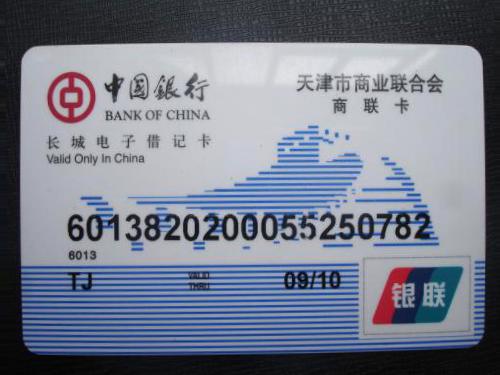 中国银行
BANK OF CHINA
天津市商业联合会
商联卡
长城电子借记卡
Valid Only In China
6013820200055250782
6013
TJ
VALID THRU
09/10
银联